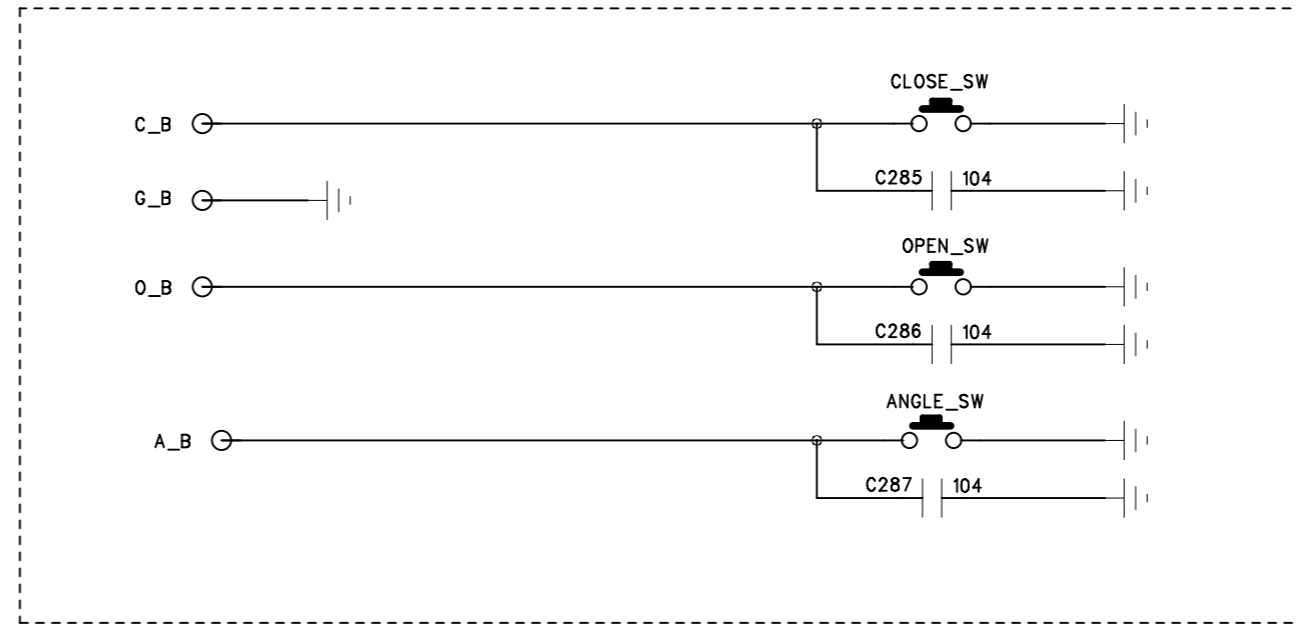 CLOSE_SW
C_B
C285 104
G_B
OPEN_SW
O_B
C286 104
ANGLE_SW
A_B
C287 104